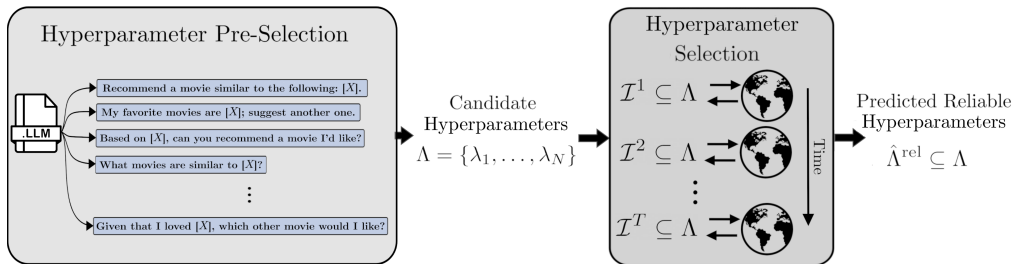 Hyperparameter Pre-Selection
.LLM
Recommend a movie similar to the following: [X].
My favorite movies are [X]; suggest another one.
Based on [X], can you recommend a movie I'd like?
What movies are similar to [X]?
⋮
Given that I loved [X], which other movie would I like?
Candidate
Hyperparameters
Λ = {λ₁, . . . , λ_N}
Hyperparameter
Selection
𝓘¹ ⊆ Λ
𝓘² ⊆ Λ
⋮
𝓘ᵀ ⊆ Λ
Time
Predicted Reliable
Hyperparameters
Λ̂ʳᵉˡ ⊆ Λ